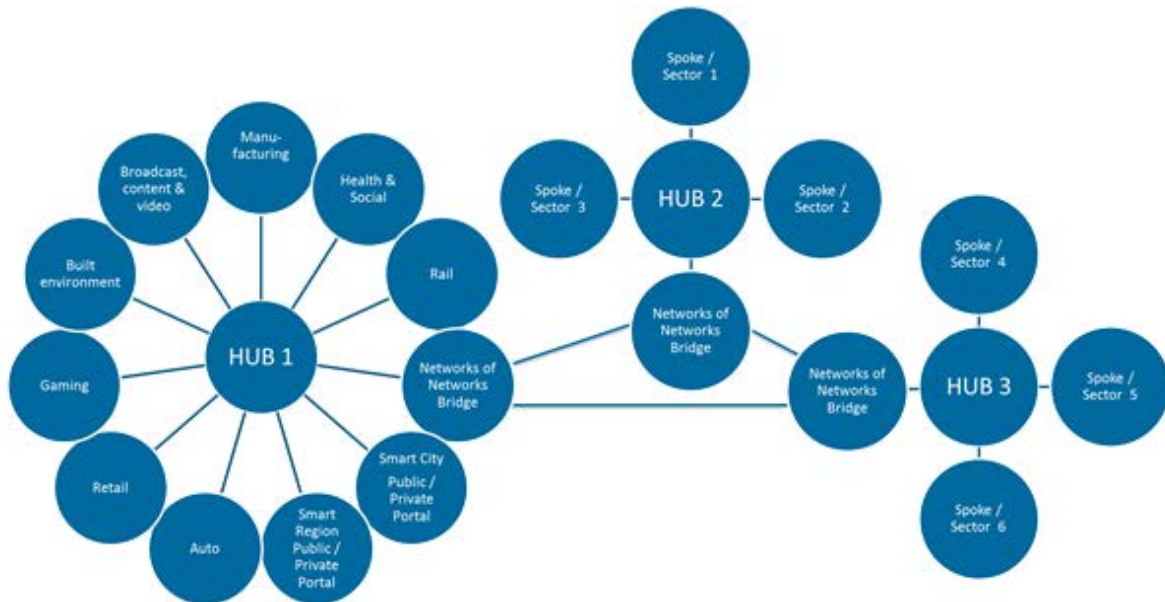 Spoke /
Sector 1
Manu-
facturing
Broadcast,
content &
video
Health &
Social
Spoke /
Sector 3
HUB 2
Spoke /
Sector 2
Spoke /
Sector 4
Built
environment
Rail
HUB 1
Networks of
Networks
Bridge
Networks of
Networks
Bridge
Networks of
Networks
Bridge
HUB 3
Spoke /
Sector 5
Gaming
Retail
Smart City
Public /
Private
Portal
Auto
Smart
Region
Public /
Private
Portal
Spoke /
Sector 6